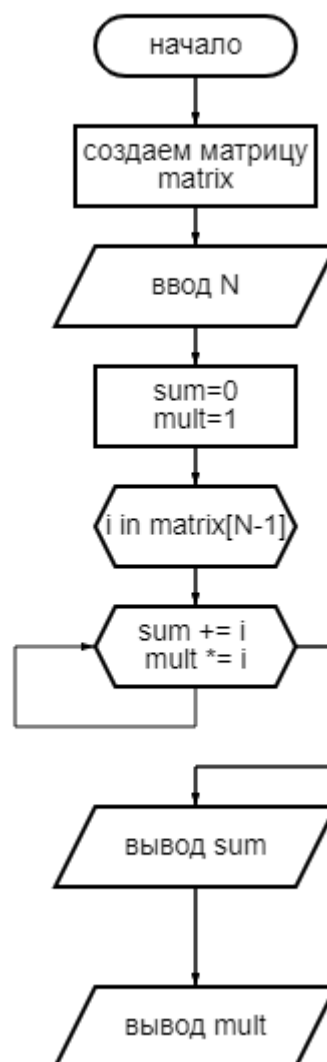 начало
создаем матрицу
matrix
ввод N
sum=0
mult=1
i in matrix[N-1]
sum += i
mult *= i
вывод sum
вывод mult